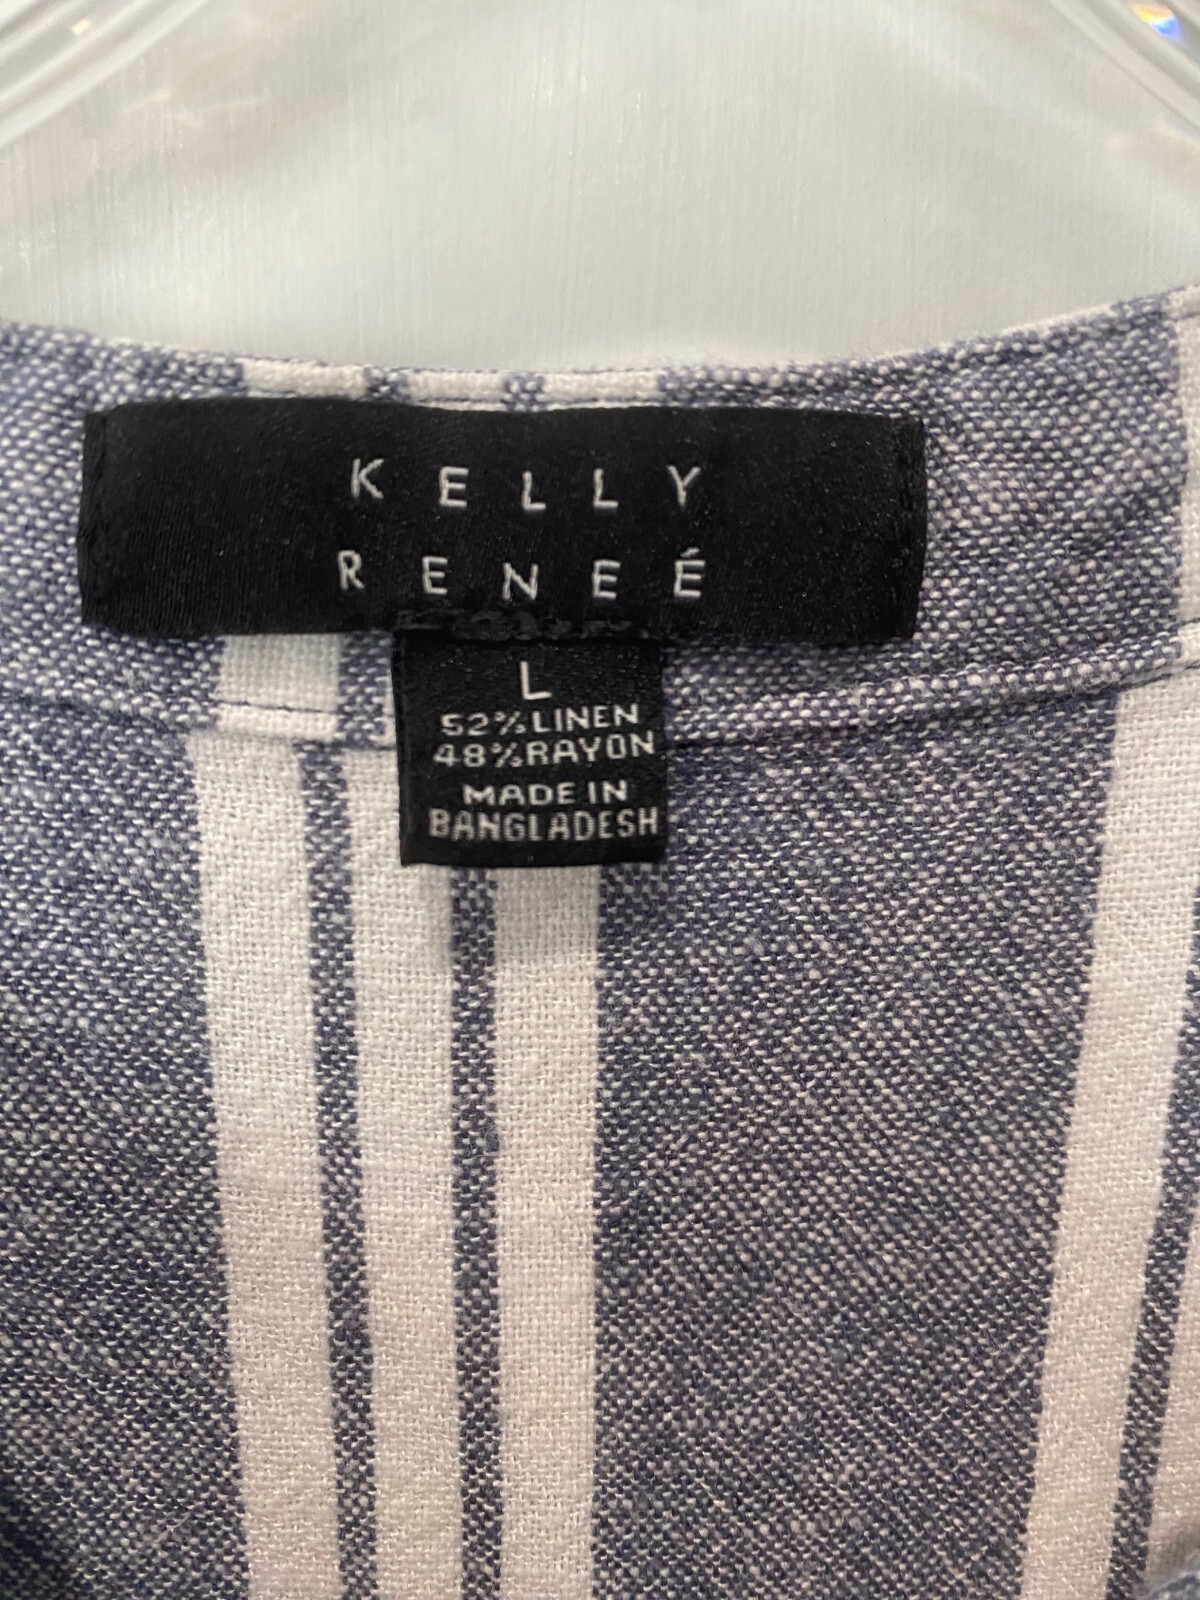 KELLY
RENEÉ
L
52% LINEN
48% RAYON
MADE IN
BANGLADESH